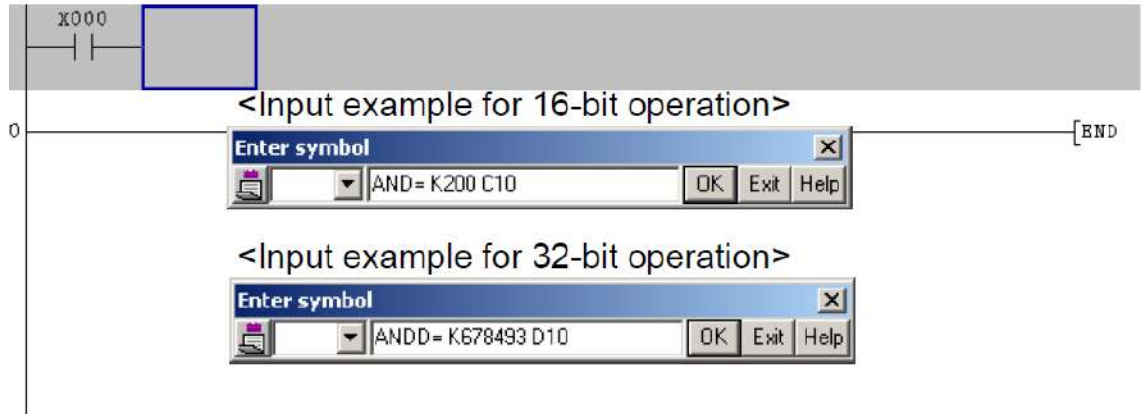 X000
<Input example for 16-bit operation>
0
END
Enter symbol
AND= K200 C10 OK Exit Help
<Input example for 32-bit operation>
Enter symbol
ANDD= K678493 D10 OK Exit Help